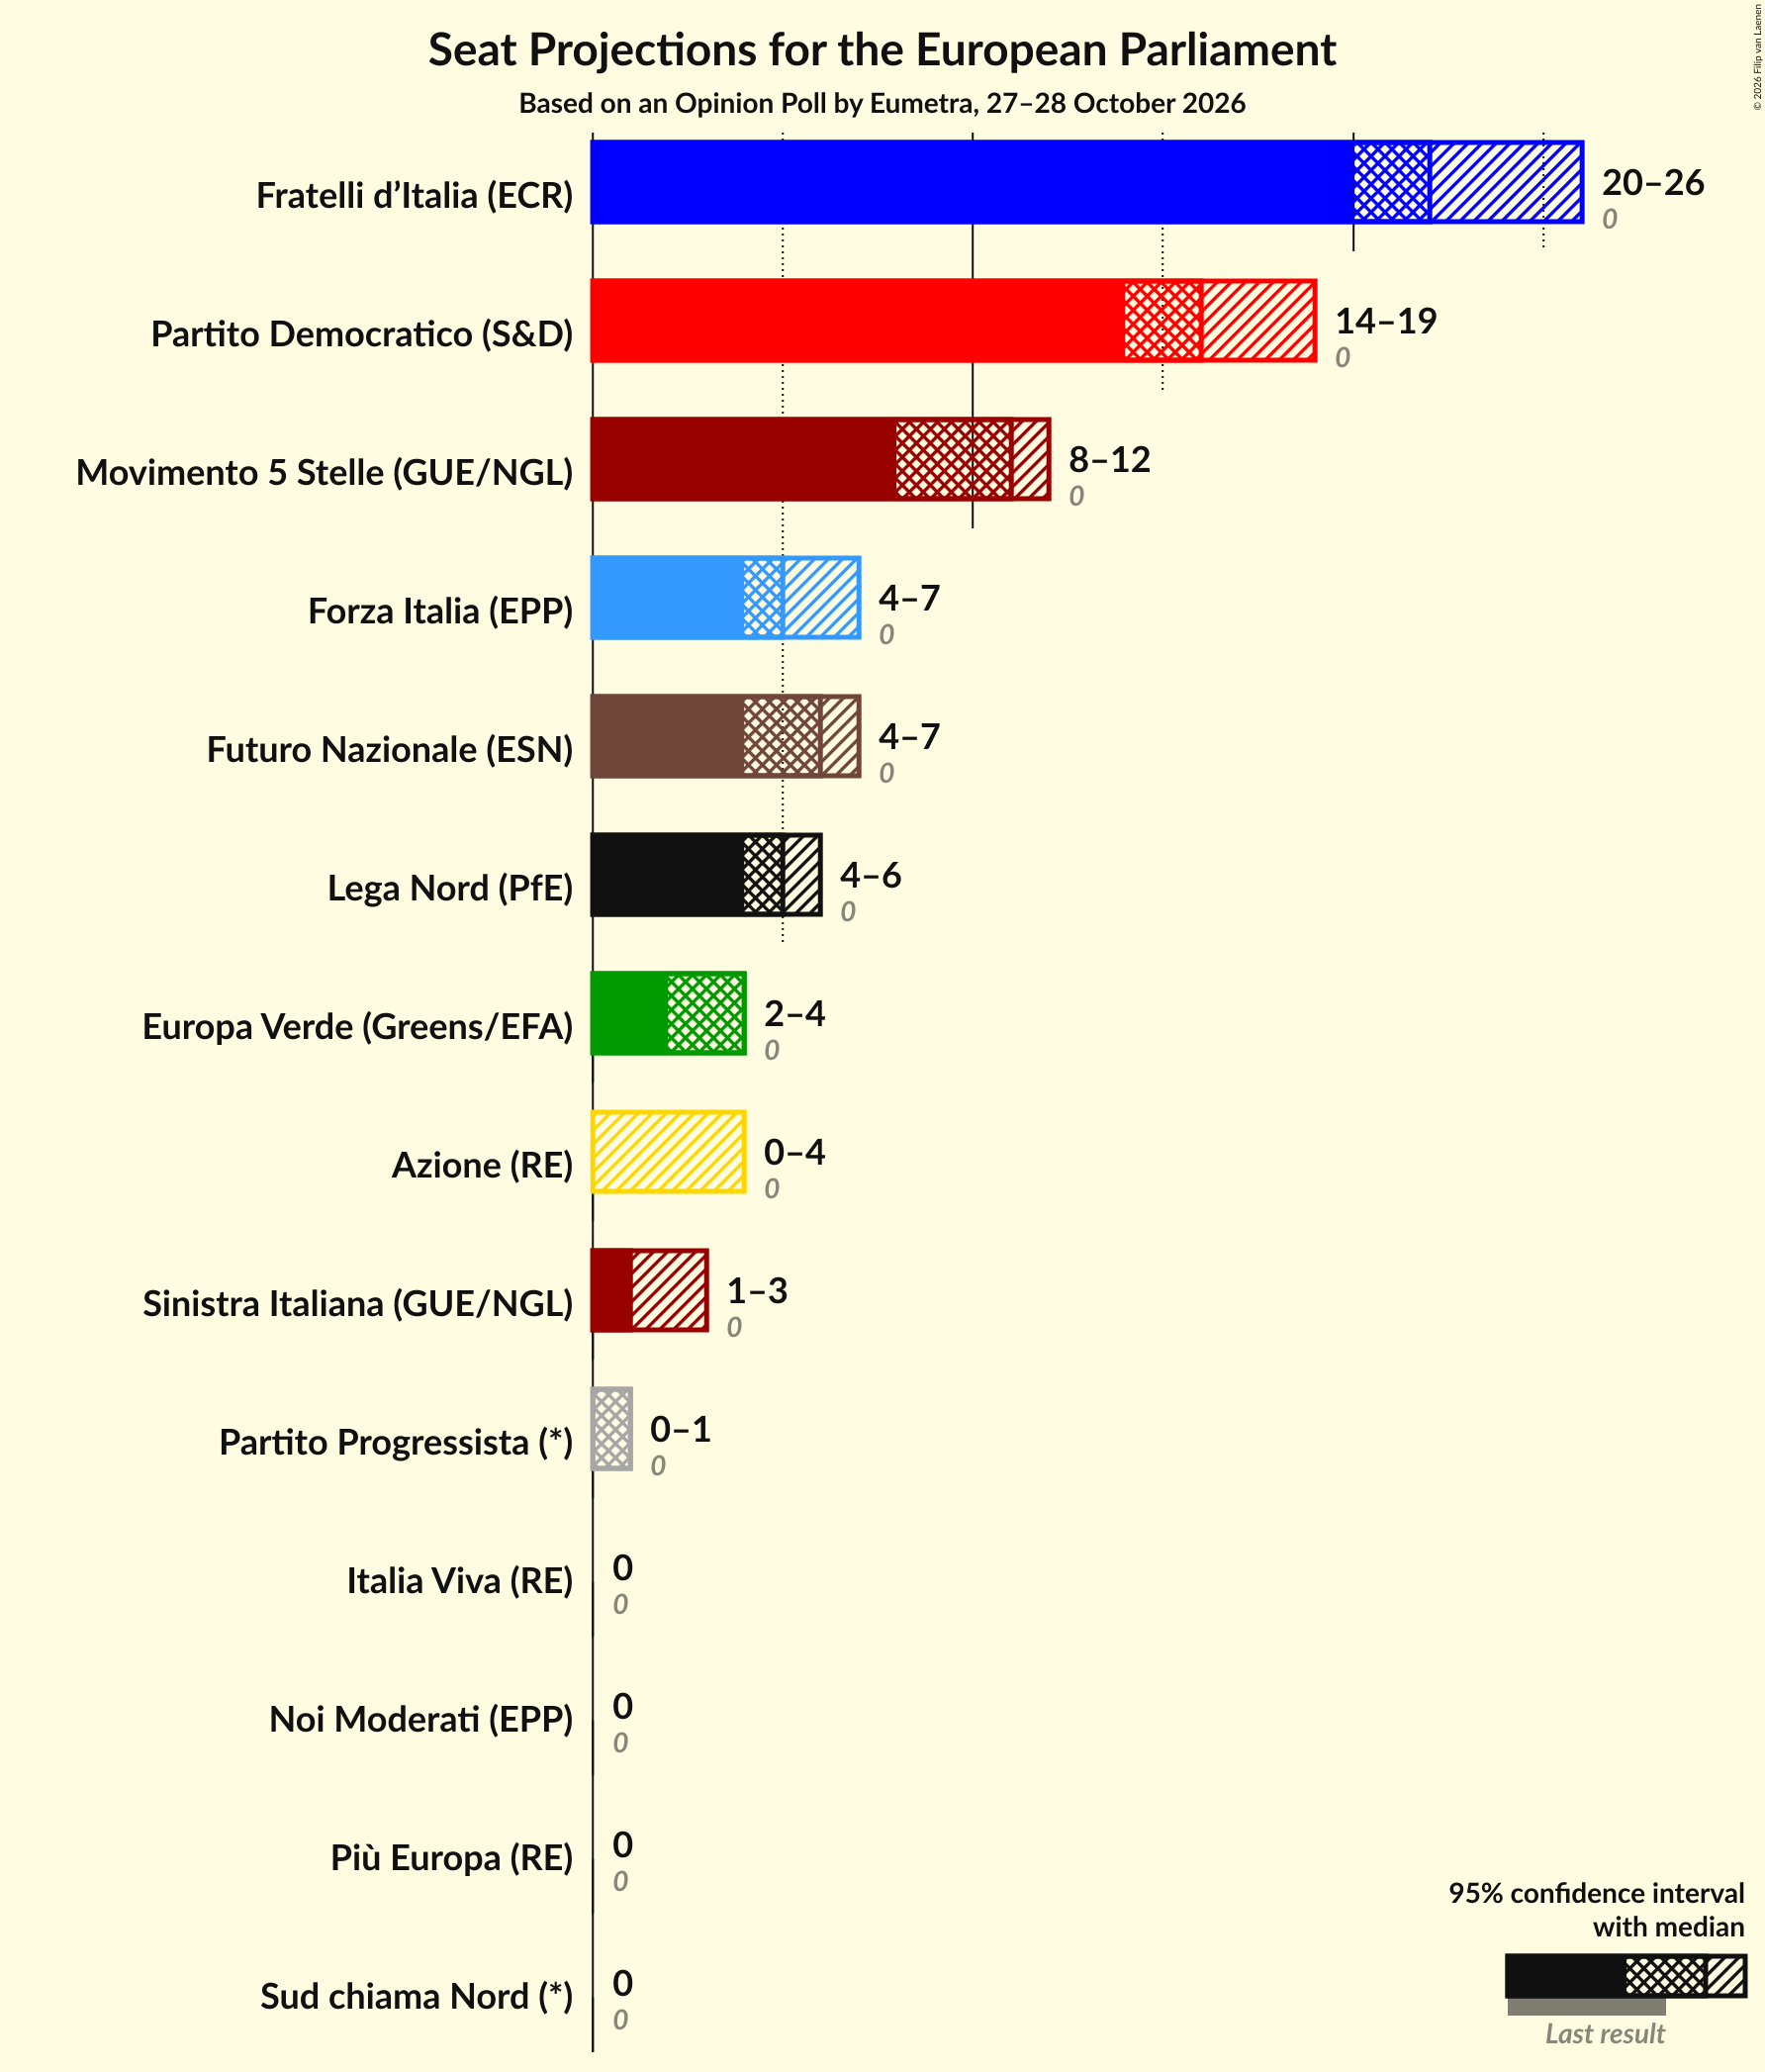 © 2026 Filip van Laenen
Seat Projections for the European Parliament
Based on an Opinion Poll by Eumetra, 27–28 October 2026
Fratelli d’Italia (ECR)
20–26
0
Partito Democratico (S&D)
14–19
0
Movimento 5 Stelle (GUE/NGL)
8–12
0
Forza Italia (EPP)
4–7
0
Futuro Nazionale (ESN)
4–7
0
Lega Nord (PfE)
4–6
0
Europa Verde (Greens/EFA)
2–4
0
Azione (RE)
0–4
0
Sinistra Italiana (GUE/NGL)
1–3
0
Partito Progressista (*)
0–1
0
Italia Viva (RE)
0
0
Noi Moderati (EPP)
0
0
Più Europa (RE)
0
0
Sud chiama Nord (*)
0
0
95% confidence interval
with median
Last result